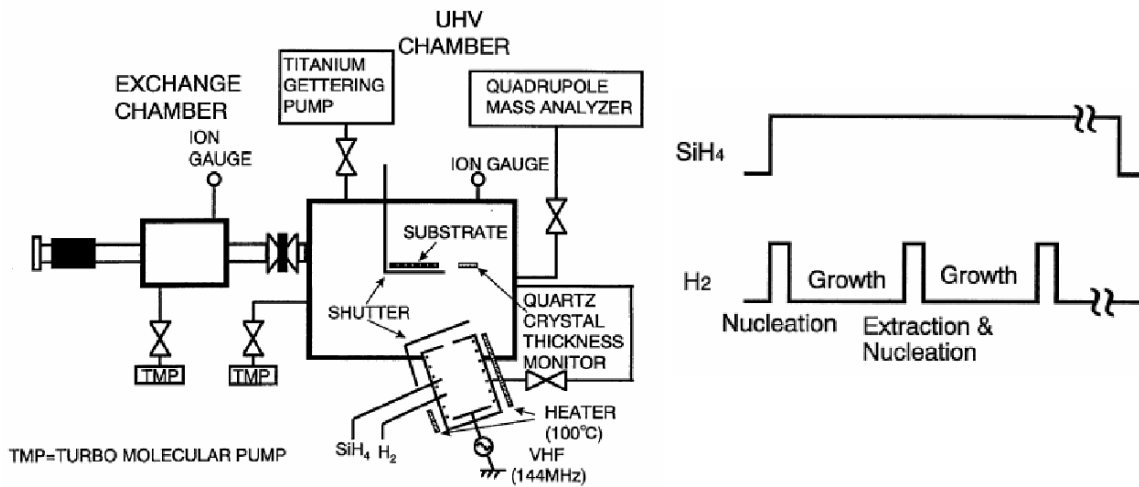 UHV
CHAMBER
TITANIUM
GETTERING
PUMP
QUADRUPOLE
MASS ANALYZER
EXCHANGE
CHAMBER
ION
GAUGE
ION GAUGE
SUBSTRATE
SHUTTER
QUARTZ
CRYSTAL
THICKNESS
MONITOR
TMP
TMP
HEATER
(100°C)
SiH4
H2
VHF
(144MHz)
TMP=TURBO MOLECULAR PUMP
SiH4
H2
Growth
Growth
Nucleation
Extraction &
Nucleation